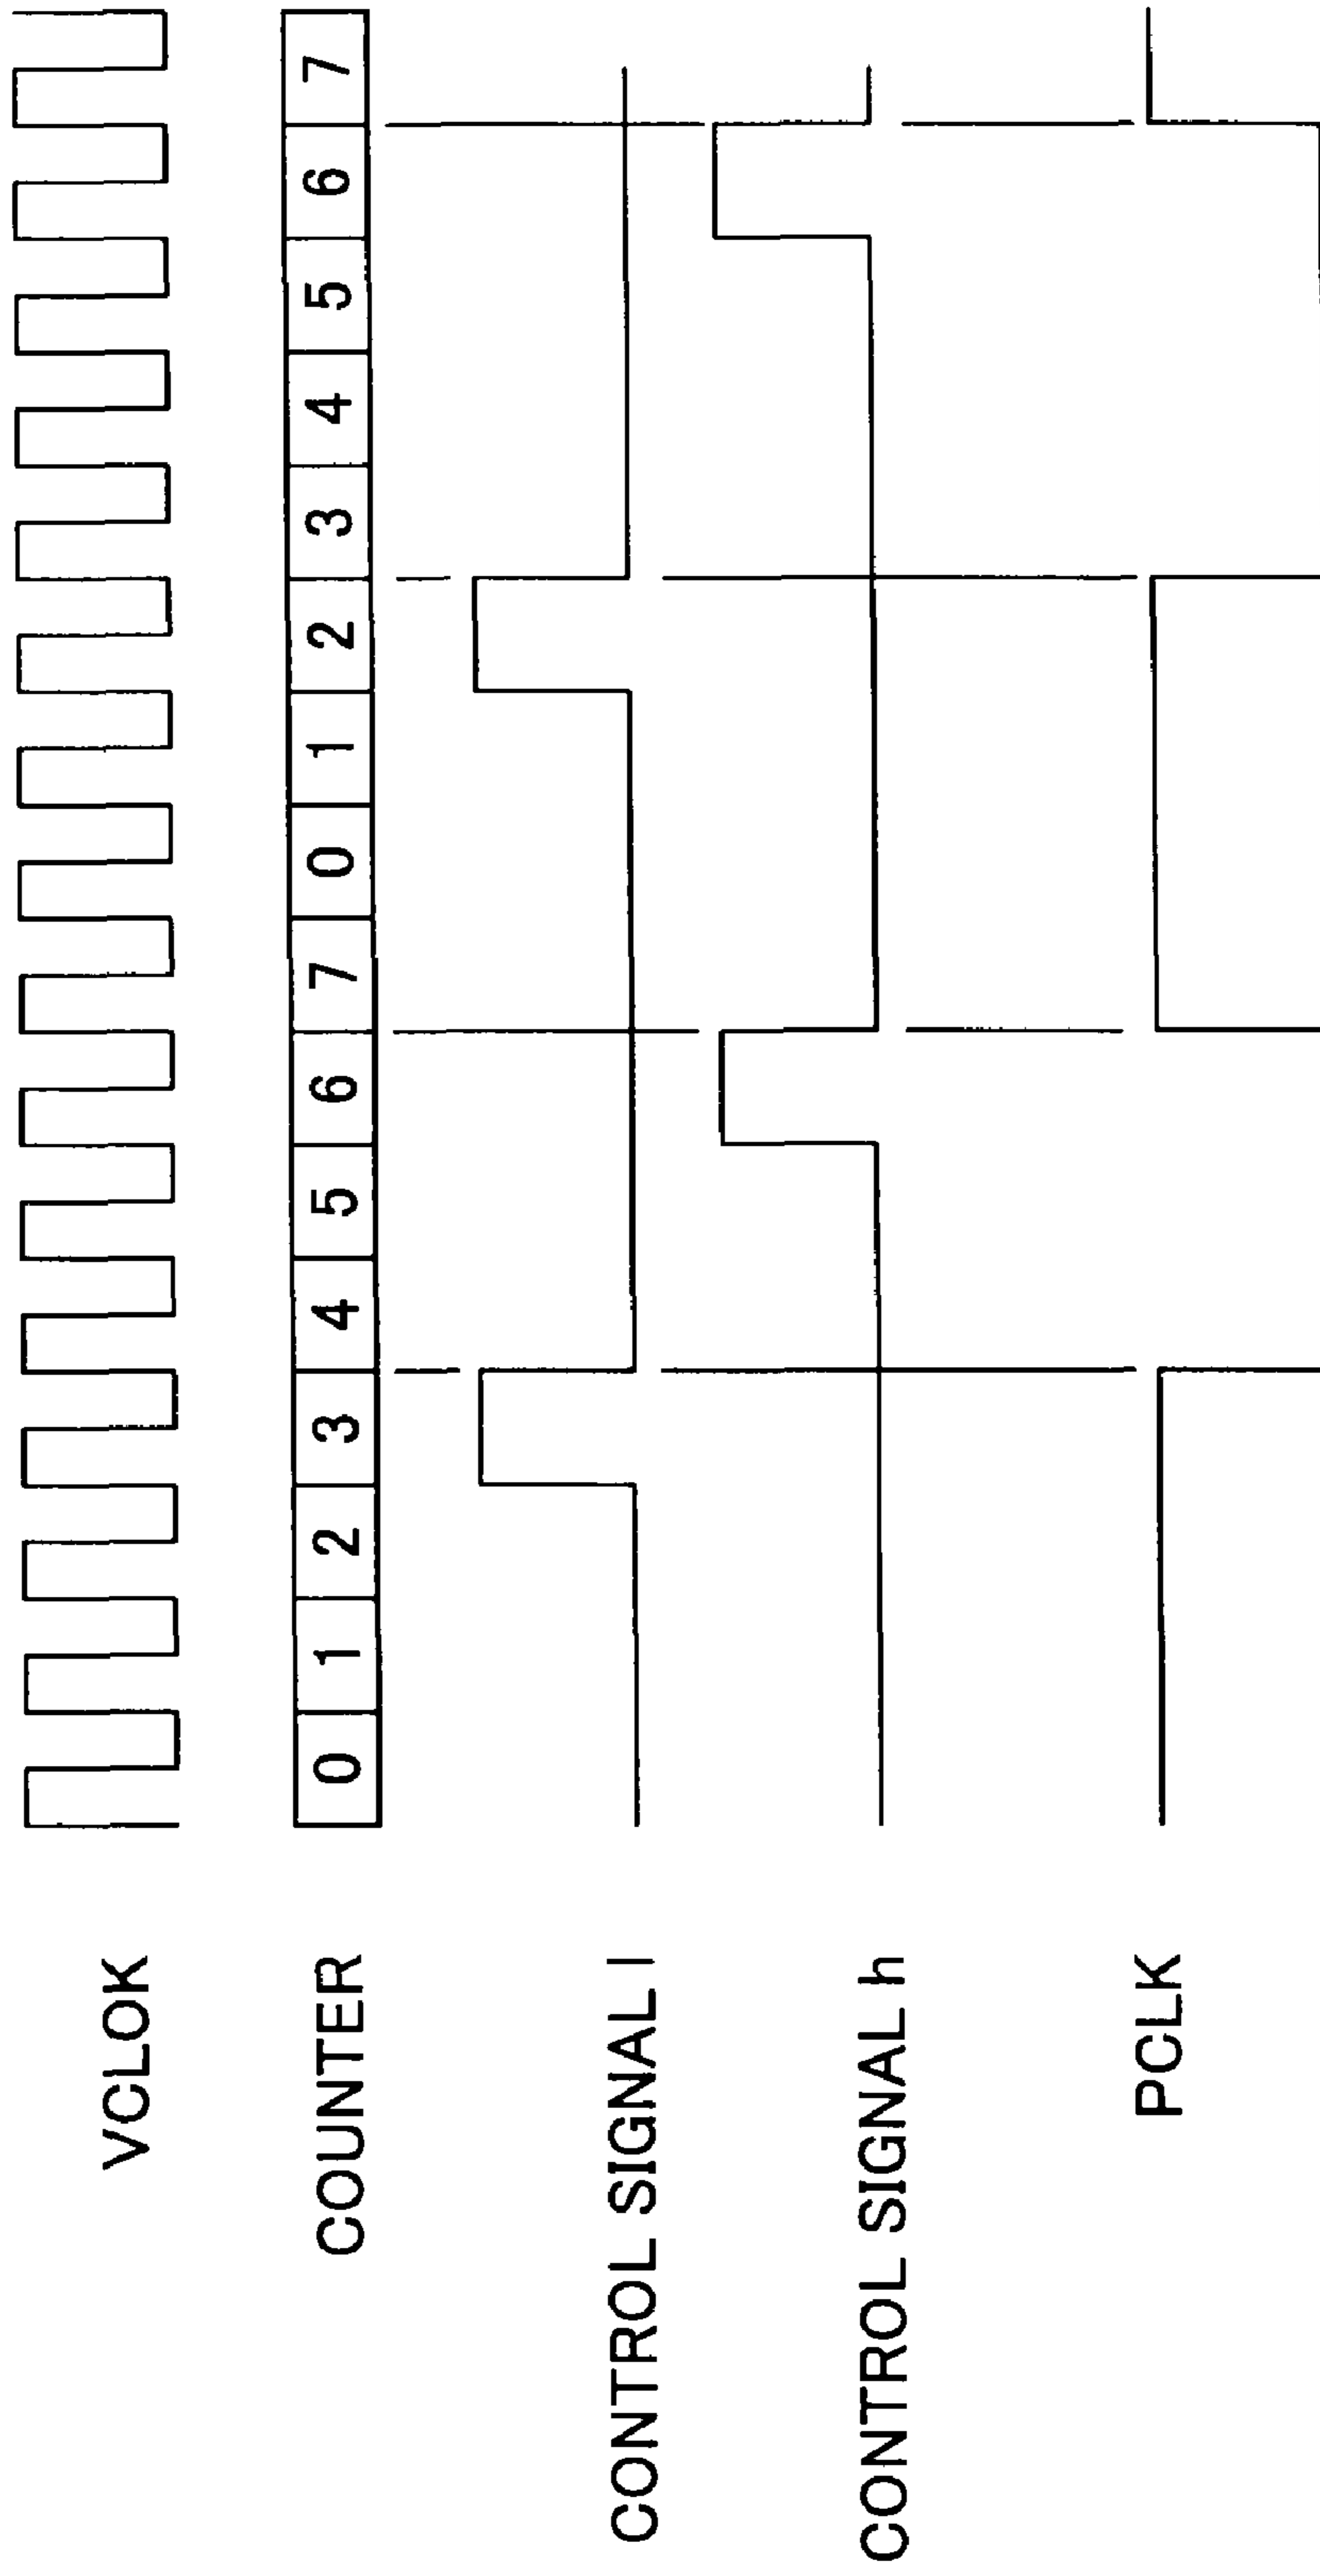 VCLOK
COUNTER 0 1 2 3 4 5 6 7 0 1 2 3 4 5 6 7
CONTROL SIGNAL l
CONTROL SIGNAL h
PCLK